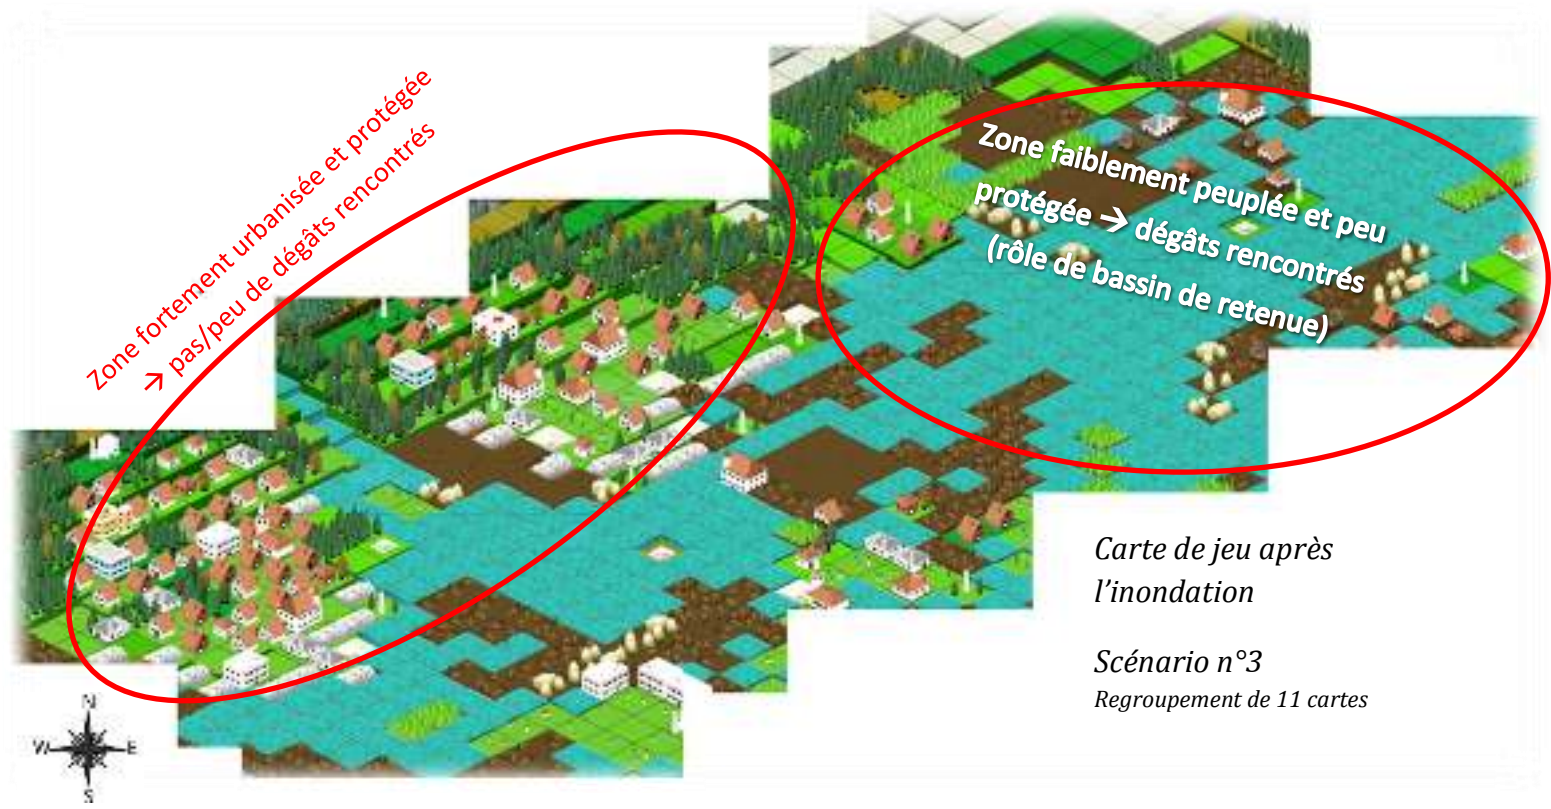 Zone fortement urbanisée et protégée
→ pas/peu de dégâts rencontrés
Zone faiblement peuplée et peu
protégée → dégâts rencontrés
(rôle de bassin de retenue)
Carte de jeu après
l'inondation
Scénario n°3
Regroupement de 11 cartes
N
W E
S